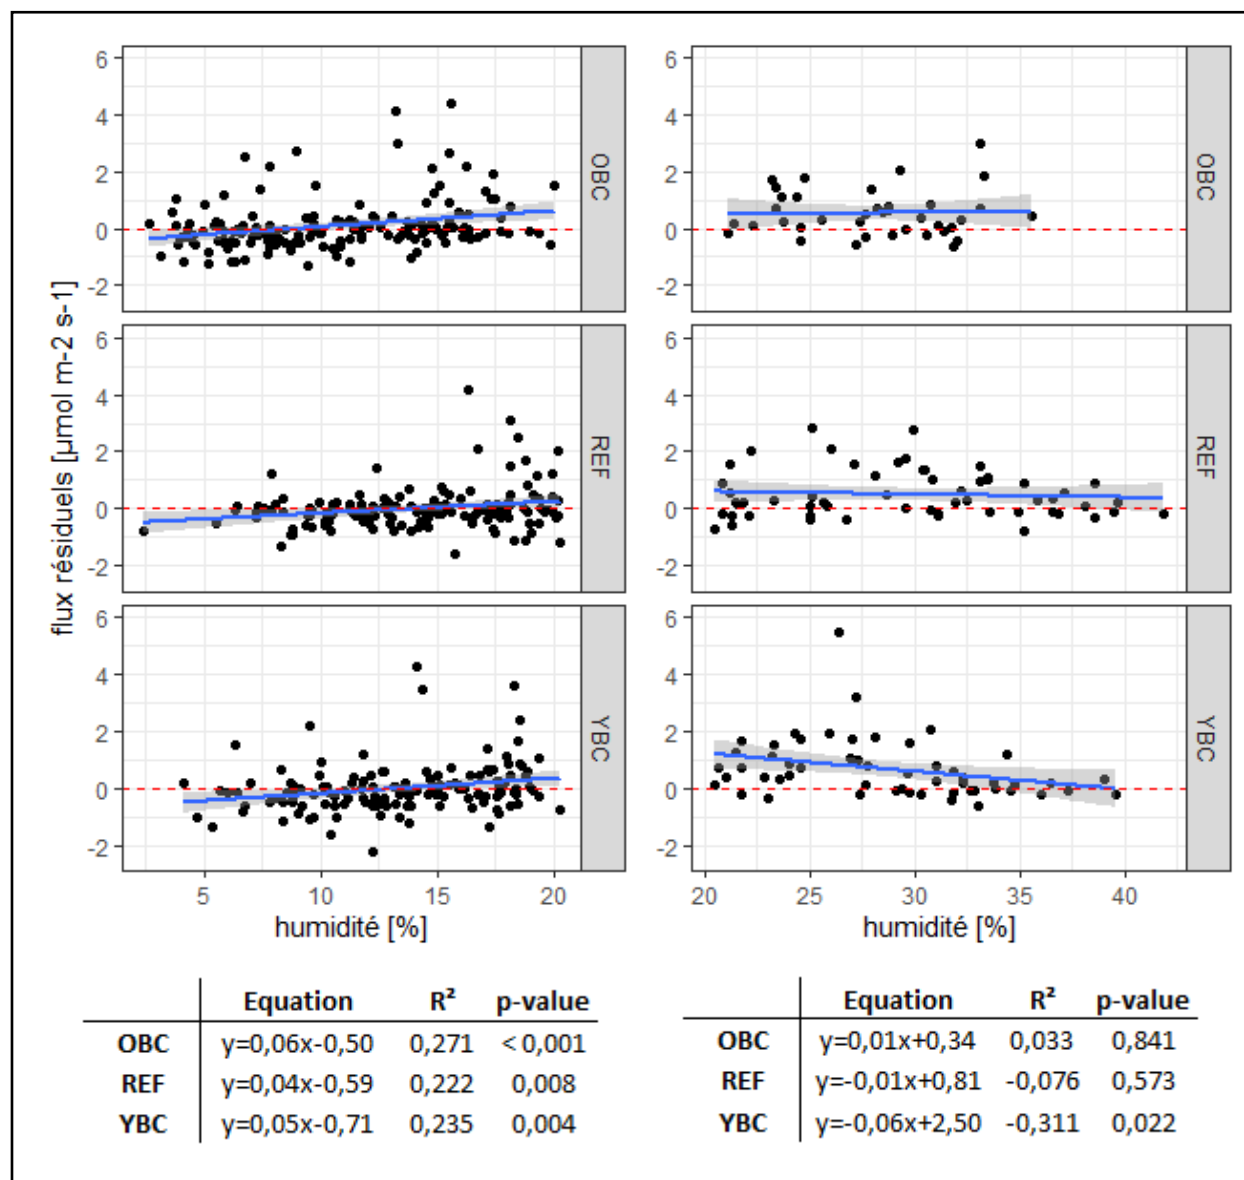 flux résiduels [µmol m-2 s-1]
6
4
2
0
-2
OBC
6
4
2
0
-2
OBC
6
4
2
0
-2
REF
6
4
2
0
-2
REF
6
4
2
0
-2
YBC
6
4
2
0
-2
YBC
5 10 15 20
humidité [%]
20 25 30 35 40
humidité [%]
Equation R² p-value
OBC y=0,06x-0,50 0,271 < 0,001
REF y=0,04x-0,59 0,222 0,008
YBC y=0,05x-0,71 0,235 0,004
Equation R² p-value
OBC y=0,01x+0,34 0,033 0,841
REF y=-0,01x+0,81 -0,076 0,573
YBC y=-0,06x+2,50 -0,311 0,022